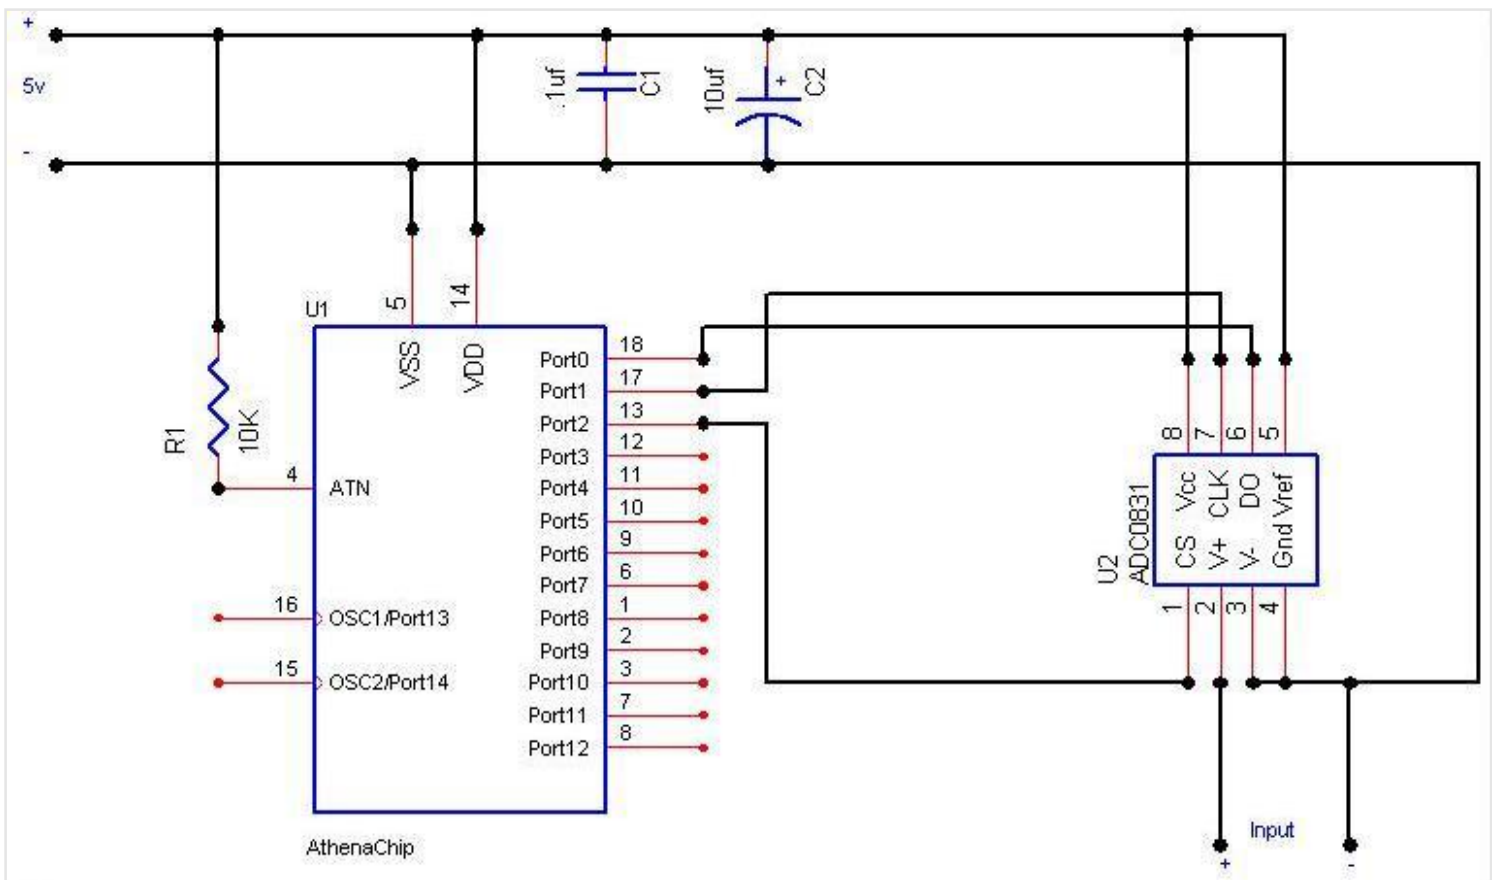 +
5v
-
.1uf
C1
10uf
+
C2
U1
5
14
VSS
VDD
R1
10K
4
ATN
16
OSC1/Port13
15
OSC2/Port14
Port0
18
Port1
17
Port2
13
Port3
12
Port4
11
Port5
10
Port6
9
Port7
6
Port8
1
Port9
2
Port10
3
Port11
7
Port12
8
AthenaChip
8
7
6
5
Vcc
CLK
DO
Vref
CS
V+
V-
Gnd
U2
ADC0831
1
2
3
4
Input
+
-